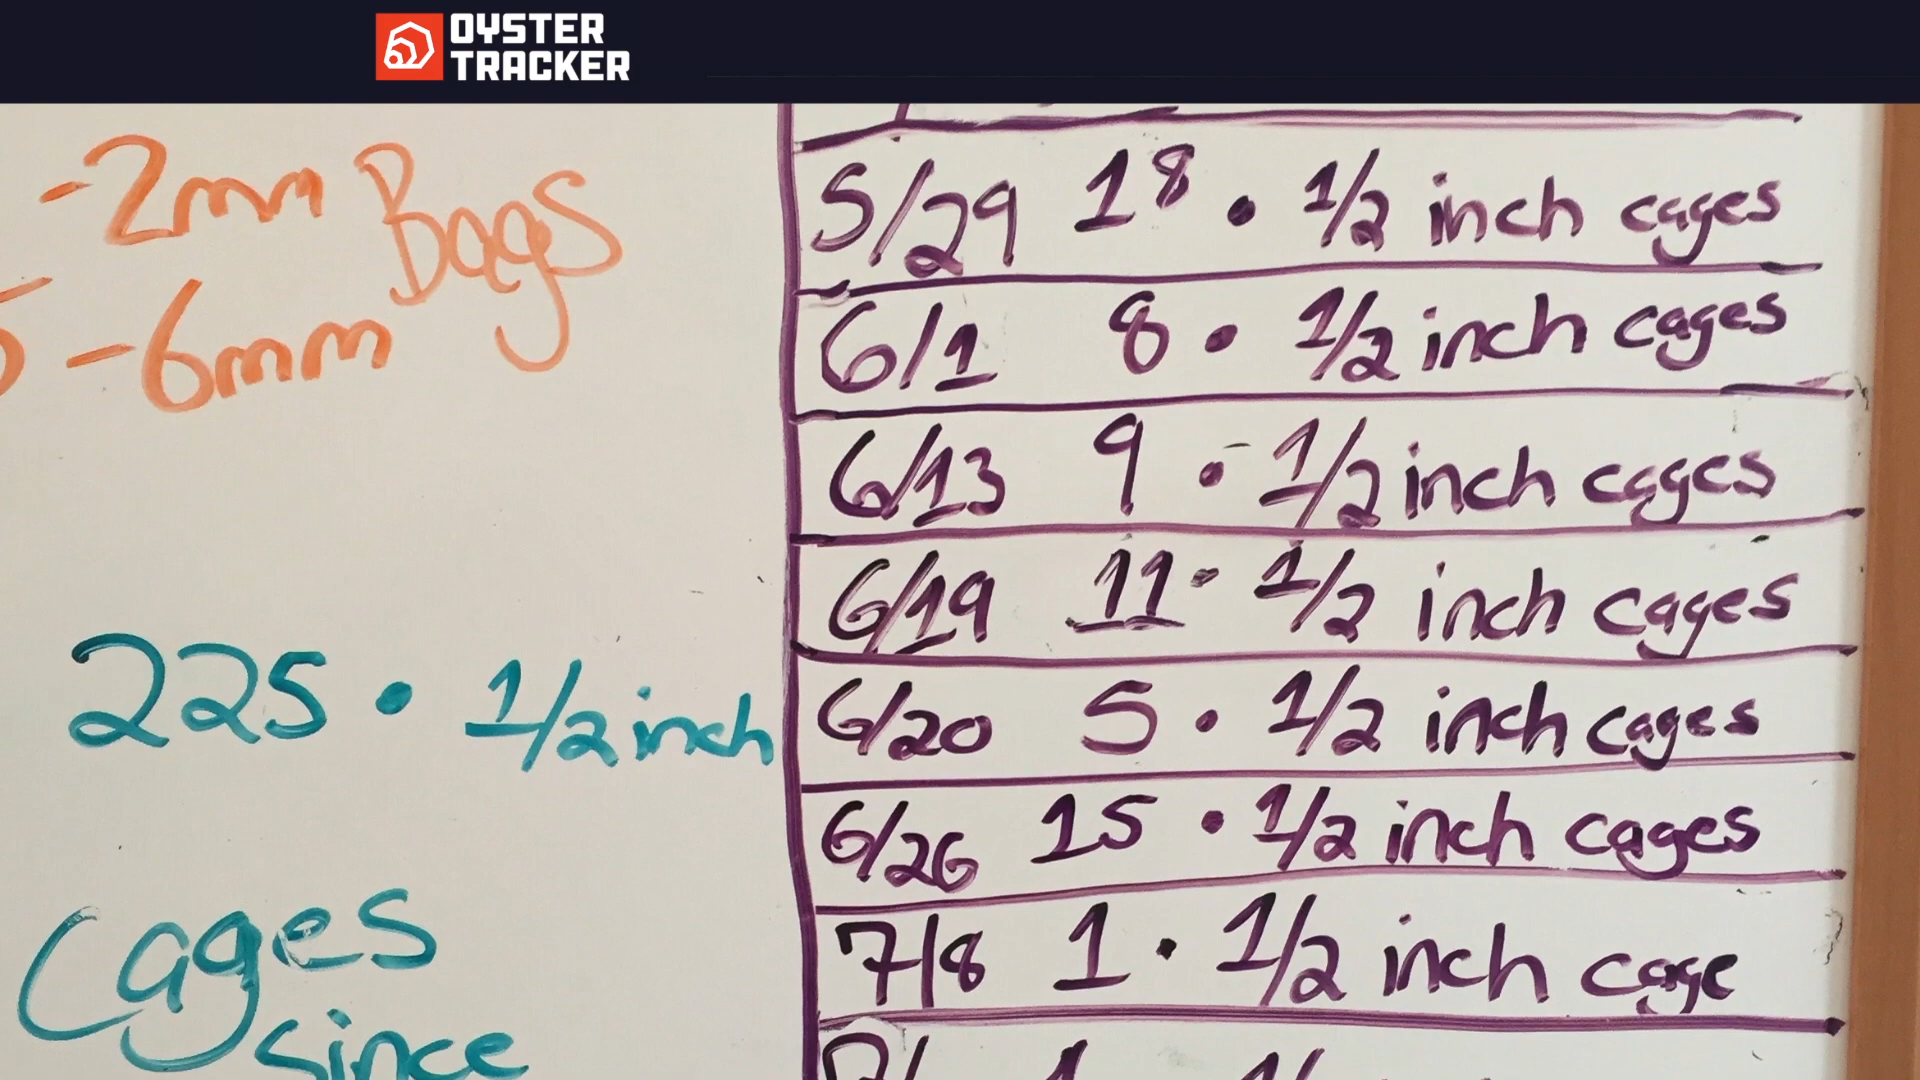 OYSTER
TRACKER
-2mm Bags
-6mm
225 • 1/2 inch
Cages
since
5/29 18 • 1/2 inch cages
6/1 8 • 1/2 inch cages
6/13 9 • 1/2 inch cages
6/19 11 • 1/2 inch cages
6/20 5 • 1/2 inch cages
6/26 15 • 1/2 inch cages
7/8 1 • 1/2 inch cage